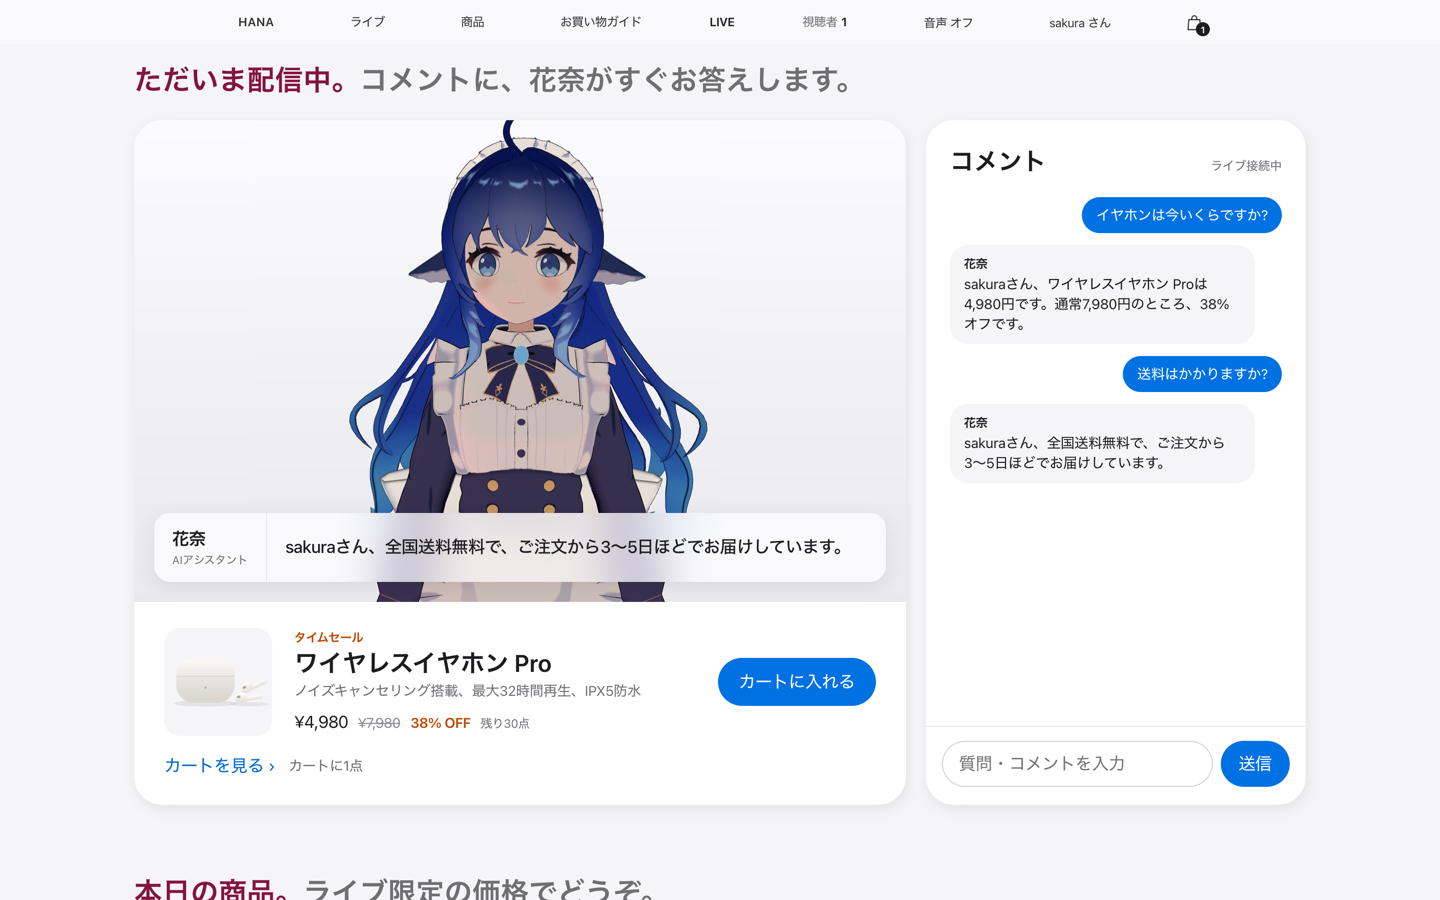 HANA ライブ 商品 お買い物ガイド LIVE 視聴者 1 音声 オフ sakura さん 1
ただいま配信中。コメントに、花奈がすぐお答えします。
花奈
AIアシスタント
sakuraさん、全国送料無料で、ご注文から3〜5日ほどでお届けしています。
タイムセール
ワイヤレスイヤホン Pro
ノイズキャンセリング搭載、最大32時間再生、IPX5防水
¥4,980 ¥7,980 38% OFF 残り30点
カートに入れる
カートを見る › カートに1点
コメント
ライブ接続中
イヤホンは今いくらですか?
花奈
sakuraさん、ワイヤレスイヤホン Proは
4,980円です。通常7,980円のところ、38%
オフです。
送料はかかりますか?
花奈
sakuraさん、全国送料無料で、ご注文から
3〜5日ほどでお届けしています。
質問・コメントを入力
送信
本日の商品。ライブ限定の価格でどうぞ。